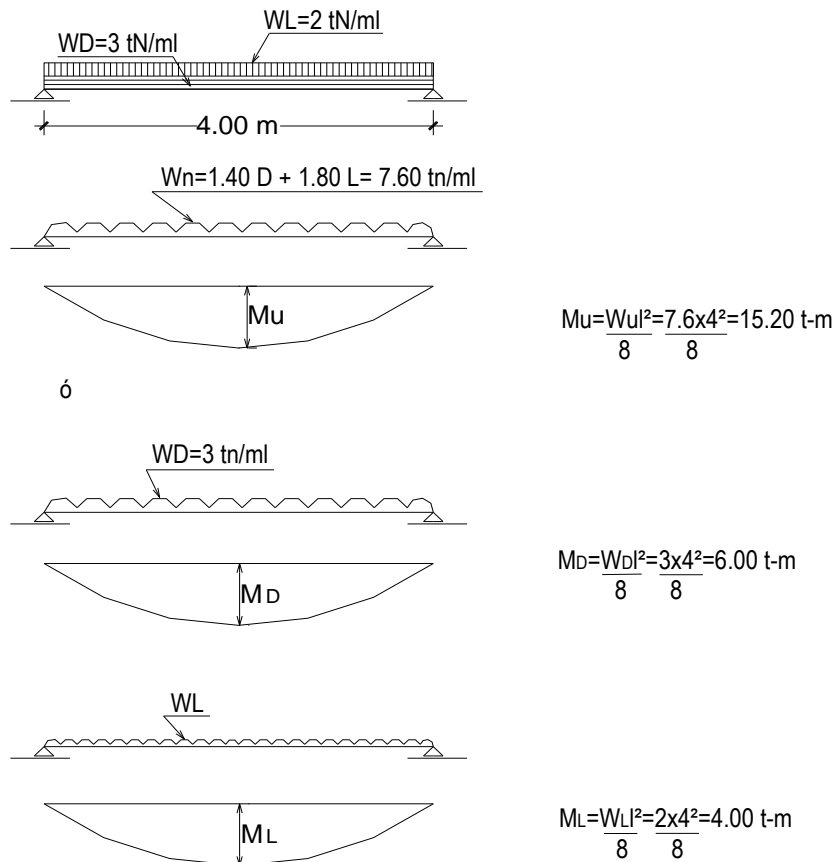 WL=2 tN/ml
WD=3 tN/ml
4.00 m
Wn=1.40 D + 1.80 L= 7.60 tn/ml
Mu
Mu=Wul²=7.6x4²=15.20 t-m
8 8
ó
WD=3 tn/ml
MD
MD=WDl²=3x4²=6.00 t-m
8 8
WL
ML
ML=WLl²=2x4²=4.00 t-m
8 8